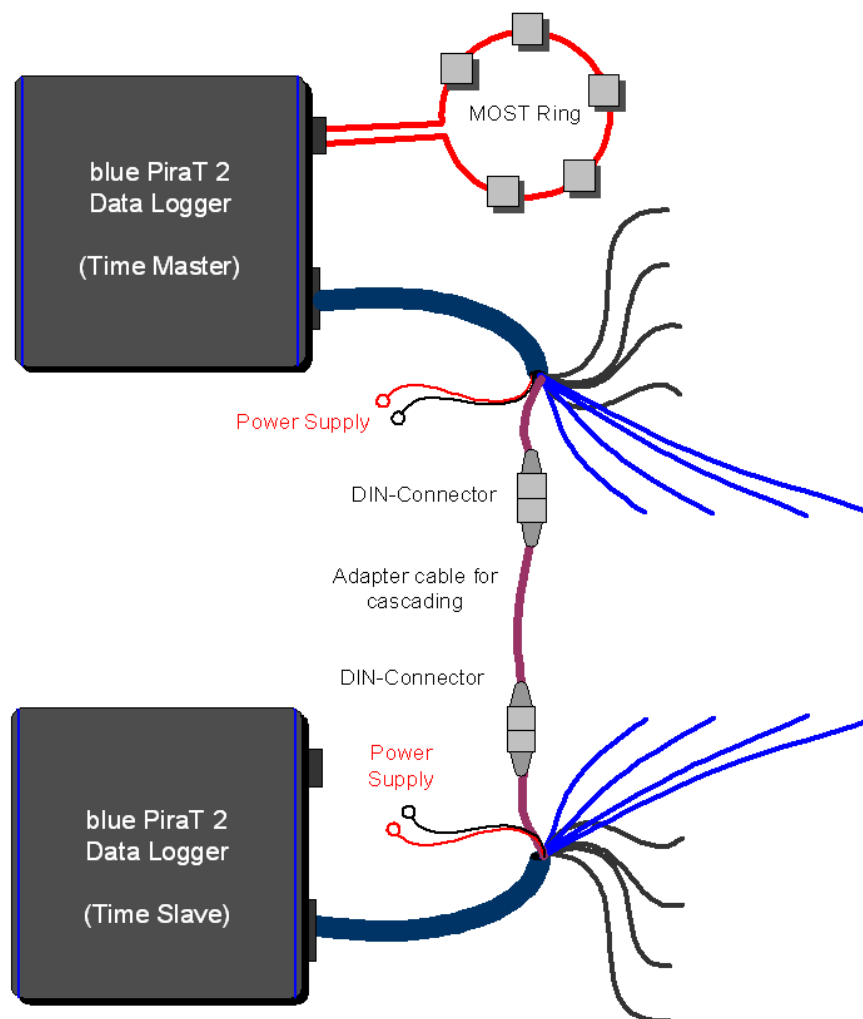 MOST Ring
blue PiraT 2
Data Logger
(Time Master)
Power Supply
DIN-Connector
Adapter cable for
cascading
DIN-Connector
Power
Supply
blue PiraT 2
Data Logger
(Time Slave)